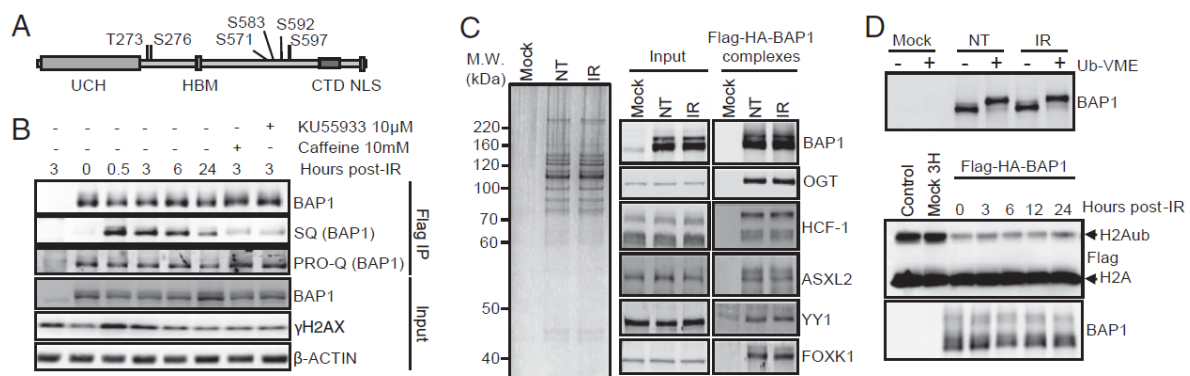 A
S583 S592
T273 S276 S571 S597
UCH HBM CTD NLS
B
- - - - - - - + KU55933 10µM
- - - - - - + - Caffeine 10mM
3 0 0.5 3 6 24 3 3 Hours post-IR
BAP1
SQ (BAP1)
PRO-Q (BAP1)
Flag IP
BAP1
γH2AX
β-ACTIN
Input
C
M.W.
(kDa)
Mock NT IR
220
160
120
100
70
60
50
40
Input
Flag-HA-BAP1
complexes
Mock NT IR Mock NT IR
BAP1
OGT
HCF-1
ASXL2
YY1
FOXK1
D
Mock NT IR
- + - + - + Ub-VME
BAP1
Control Mock 3H
Flag-HA-BAP1
0 3 6 12 24 Hours post-IR
H2Aub
Flag
H2A
BAP1